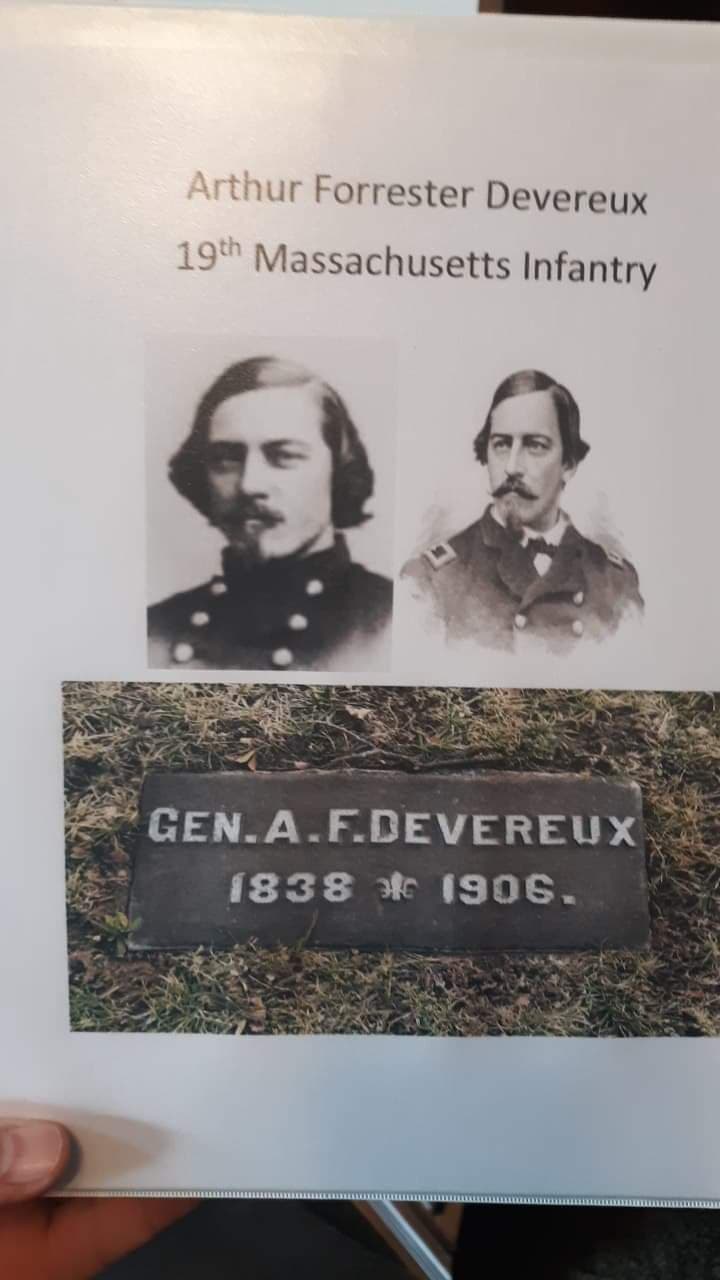 Arthur Forrester Devereux
19th Massachusetts Infantry
GEN. A. F. DEVEREUX
1838 ⚜ 1906.